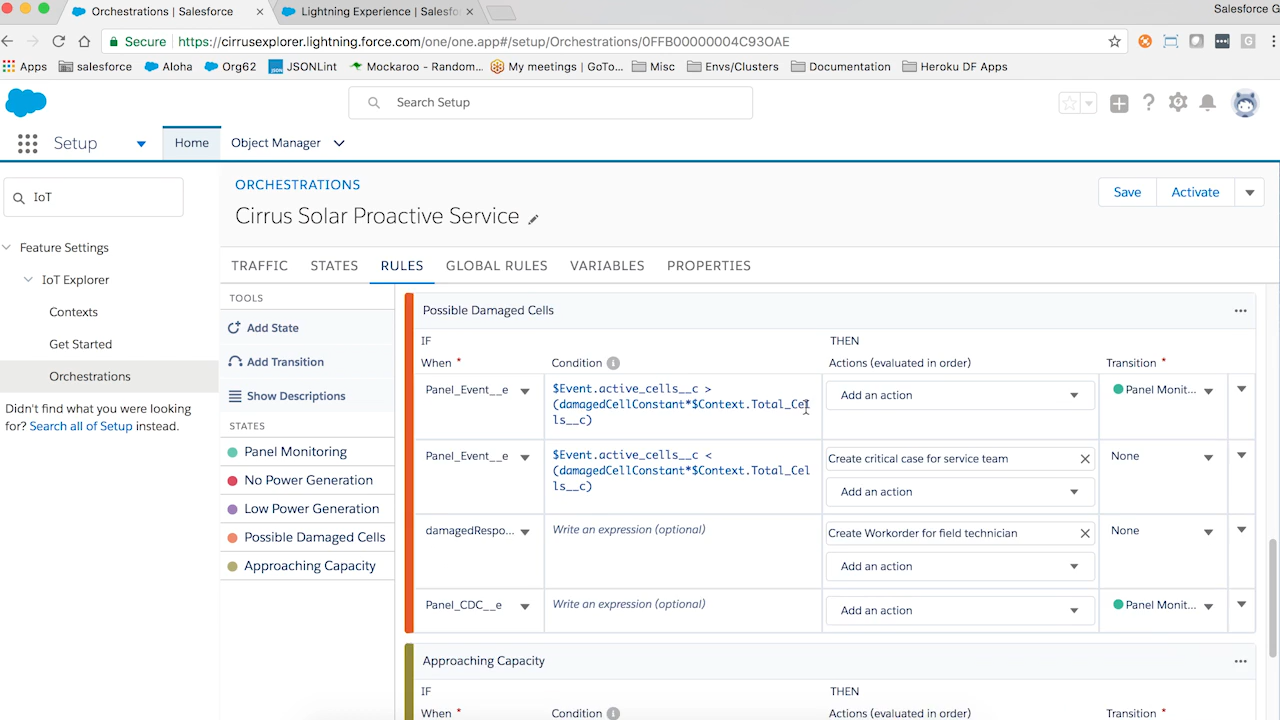 Orchestrations | Salesforce
Lightning Experience | Salesfo
Salesforce G
Secure
https://cirrusexplorer.lightning.force.com/one/one.app#/setup/Orchestrations/0FFB00000004C93OAE
Apps
salesforce
Aloha
Org62
JSONLint
Mockaroo - Random...
My meetings | GoTo...
Misc
Envs/Clusters
Documentation
Heroku DF Apps
Search Setup
Setup
Home
Object Manager
IoT
Feature Settings
IoT Explorer
Contexts
Get Started
Orchestrations
Didn't find what you were looking
for? Search all of Setup instead.
ORCHESTRATIONS
Cirrus Solar Proactive Service
Save
Activate
TRAFFIC
STATES
RULES
GLOBAL RULES
VARIABLES
PROPERTIES
TOOLS
Add State
Add Transition
Show Descriptions
STATES
Panel Monitoring
No Power Generation
Low Power Generation
Possible Damaged Cells
Approaching Capacity
Possible Damaged Cells
IF
THEN
When *
Condition
Actions (evaluated in order)
Transition *
Panel_Event__e
$Event.active_cells__c >
(damagedCellConstant*$Context.Total_Cel
ls__c)
Add an action
Panel Monit...
Panel_Event__e
$Event.active_cells__c <
(damagedCellConstant*$Context.Total_Cel
ls__c)
Create critical case for service team
Add an action
None
damagedRespo...
Write an expression (optional)
Create Workorder for field technician
Add an action
None
Panel_CDC__e
Write an expression (optional)
Add an action
Panel Monit...
Approaching Capacity
IF
THEN
When *
Condition
Actions (evaluated in order)
Transition *